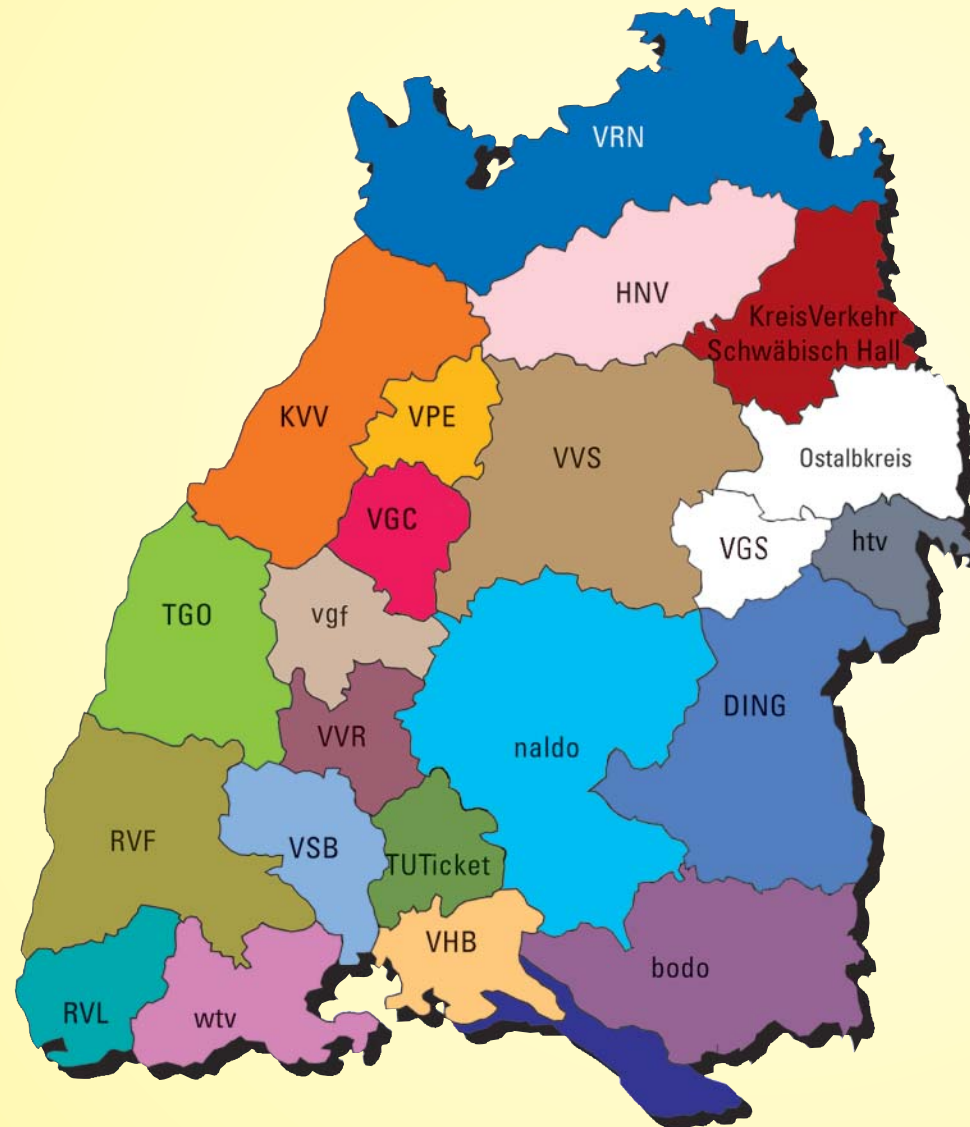 VRN
HNV
KreisVerkehr
Schwäbisch Hall
KVV
VPE
VVS
Ostalbkreis
VGC
VGS
htv
TGO
vgf
DING
VVR
naldo
RVF
VSB
TUTicket
VHB
bodo
RVL
wtv